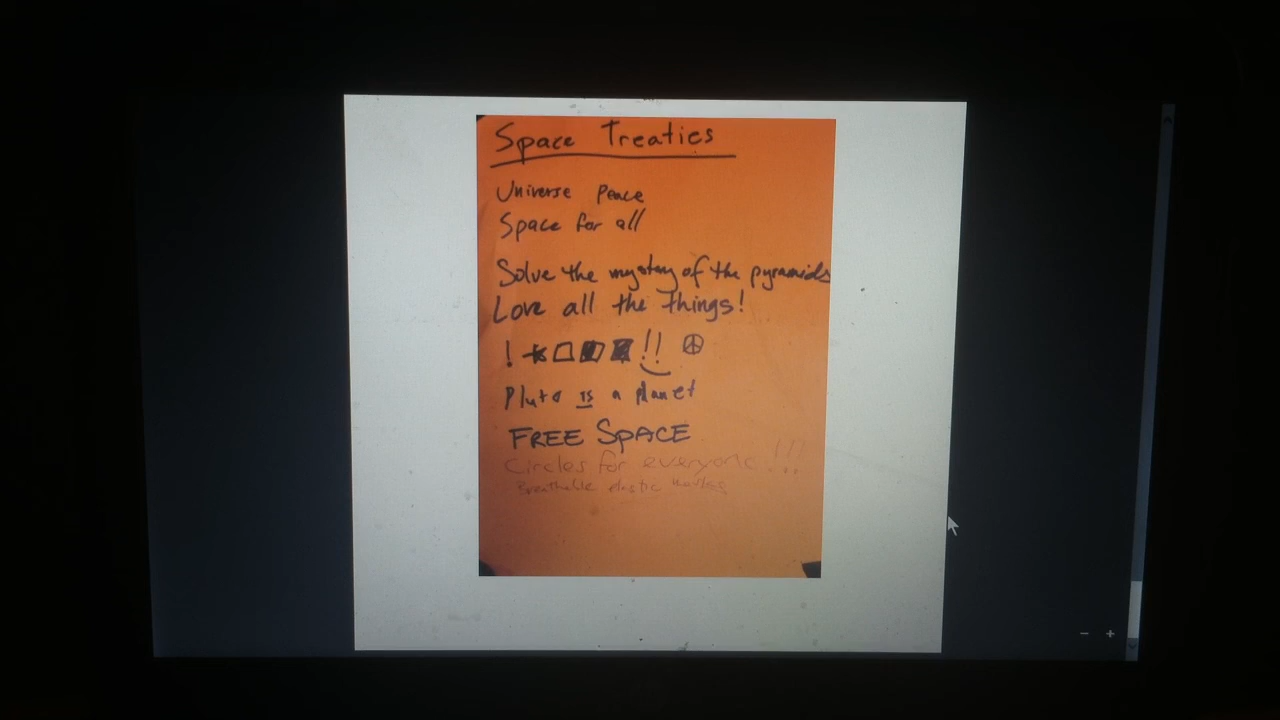 Space Treaties
Universe Peace
Space for all
Solve the mystery of the pyramids
Love all the things!
! ★□◧■!! ☮
Pluto is a planet
FREE SPACE
Circles for everyone!!!
Breathable elastic